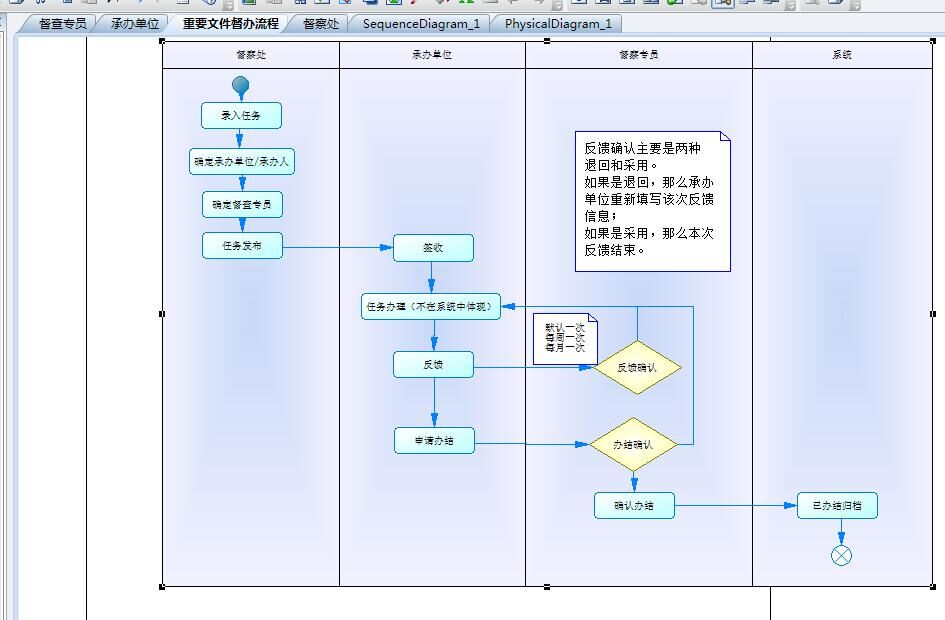 督查专员
承办单位
重要文件督办流程
督察处
SequenceDiagram_1
PhysicalDiagram_1
督察处
承办单位
督察专员
系统
录入任务
确定承办单位/承办人
确定督查专员
任务发布
签收
任务办理（不在系统中体现）
反馈
申请办结
反馈确认主要是两种
退回和采用。
如果是退回，那么承办
单位重新填写该次反馈
信息；
如果是采用，那么本次
反馈结束。
默认一次
每周一次
每月一次
反馈确认
办结确认
确认办结
已办结归档